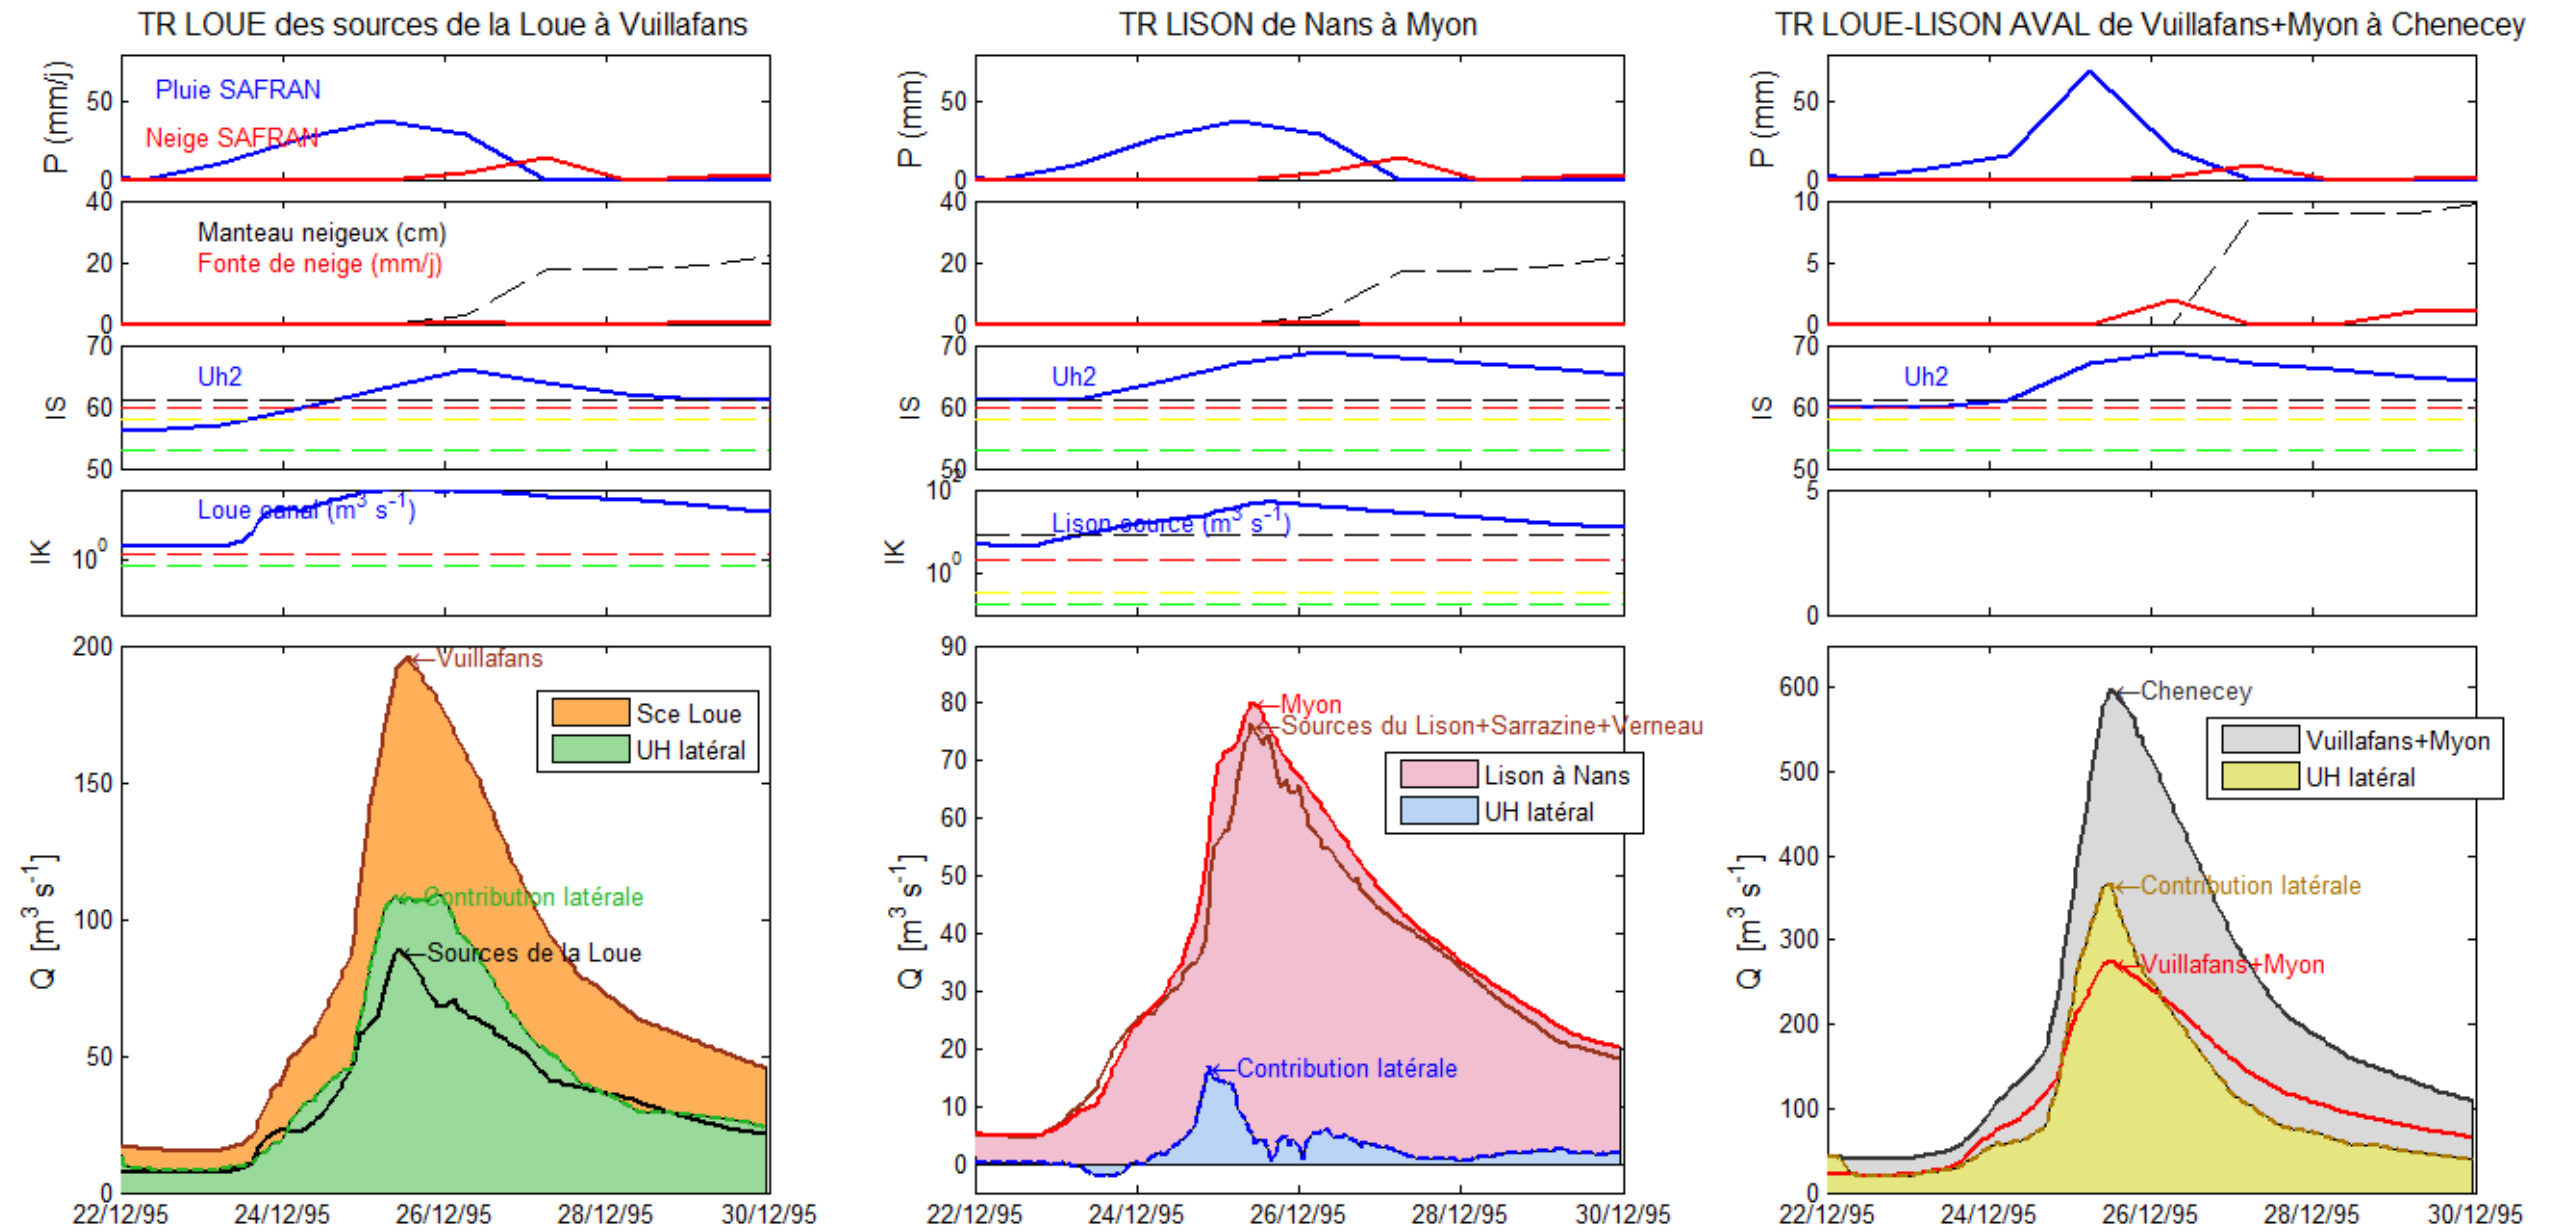 TR LOUE des sources de la Loue à Vuillafans
P (mm/j)
50
0
Pluie SAFRAN
Neige SAFRAN
40
20
0
Manteau neigeux (cm)
Fonte de neige (mm/j)
IS
70
60
50
Uh2
IK
10^0
Loue canal (m^3 s^-1)
Q [m^3 s^-1]
200
150
100
50
0
Vuillafans
Sce Loue
UH latéral
Contribution latérale
Sources de la Loue
22/12/95 24/12/95 26/12/95 28/12/95 30/12/95
TR LISON de Nans à Myon
P (mm)
50
0
40
20
0
IS
70
60
50
Uh2
IK
10^2
10^0
Lison source (m^3 s^-1)
Q [m^3 s^-1]
90
80
70
60
50
40
30
20
10
0
Myon
Sources du Lison+Sarrazine+Verneau
Lison à Nans
UH latéral
Contribution latérale
22/12/95 24/12/95 26/12/95 28/12/95 30/12/95
TR LOUE-LISON AVAL de Vuillafans+Myon à Chenecey
P (mm)
50
0
10
5
0
IS
70
60
50
Uh2
5
0
Q [m^3 s^-1]
600
500
400
300
200
100
0
Chenecey
Vuillafans+Myon
UH latéral
Contribution latérale
Vuillafans+Myon
22/12/95 24/12/95 26/12/95 28/12/95 30/12/95